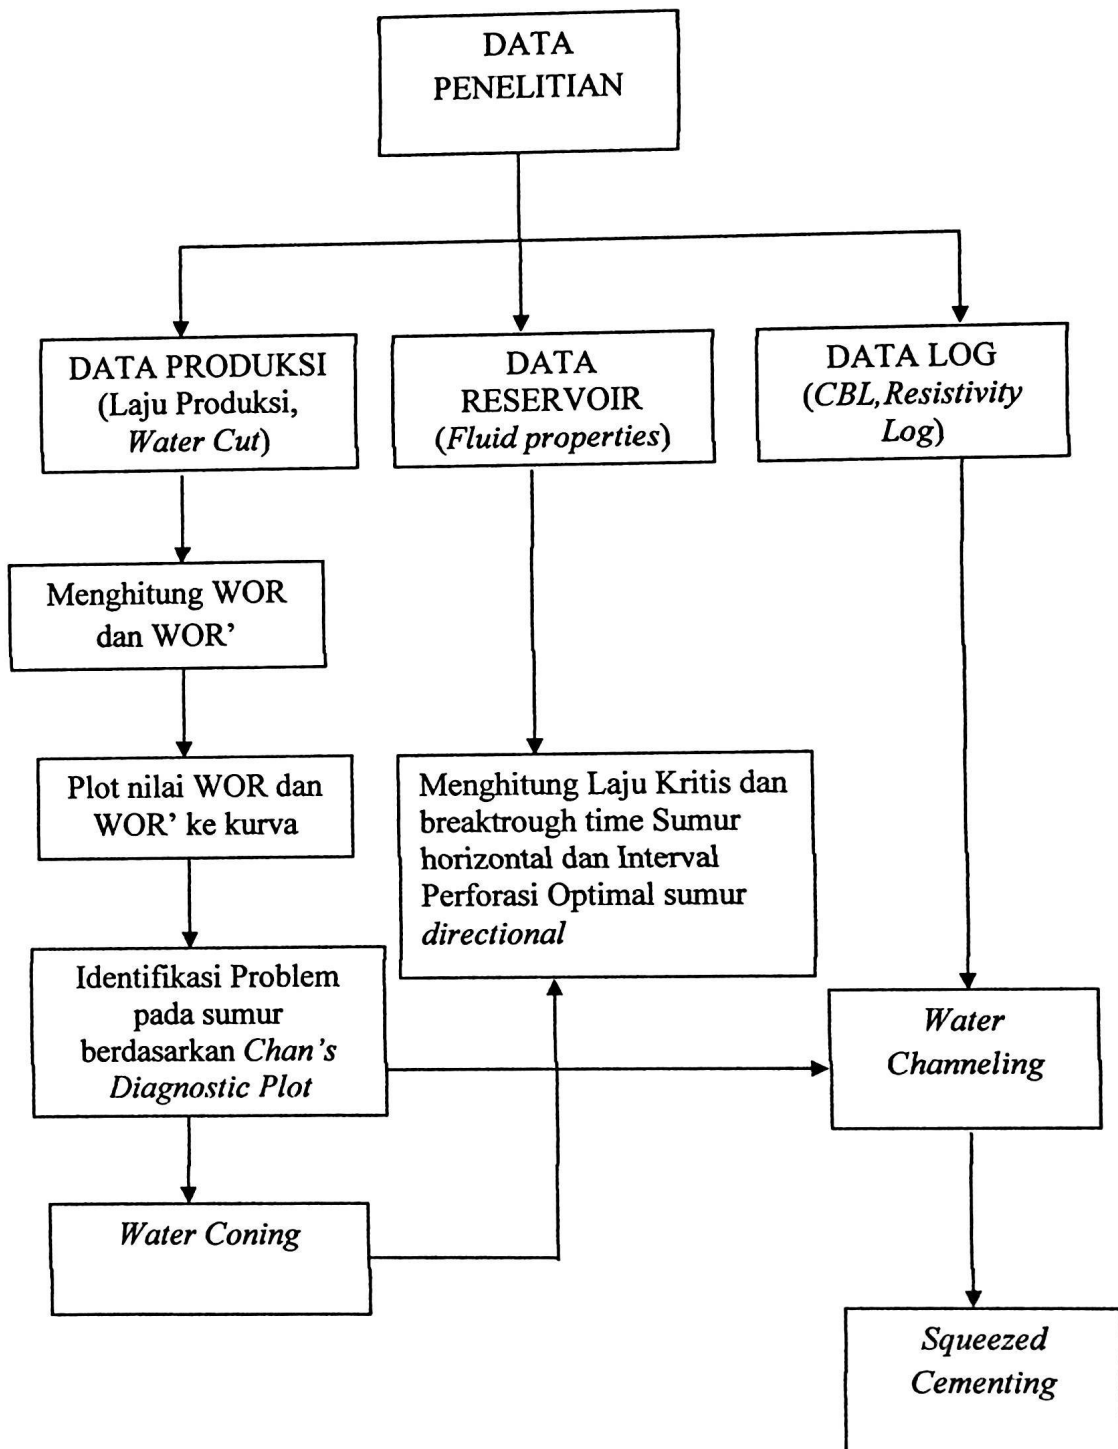 DATA
PENELITIAN
DATA PRODUKSI
(Laju Produksi,
Water Cut)
DATA
RESERVOIR
(Fluid properties)
DATA LOG
(CBL,Resistivity
Log)
Menghitung WOR
dan WOR’
Plot nilai WOR dan
WOR’ ke kurva
Menghitung Laju Kritis dan
breaktrough time Sumur
horizontal dan Interval
Perforasi Optimal sumur
directional
Identifikasi Problem
pada sumur
berdasarkan Chan’s
Diagnostic Plot
Water
Channeling
Water Coning
Squeezed
Cementing